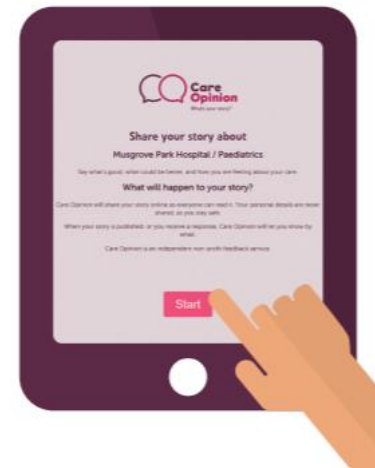 Care
Opinion
What's your story?
Share your story about
Musgrove Park Hospital / Paediatrics
Say what's good, what could be better, and how you are feeling about your care.
What will happen to your story?
Care Opinion will share your story online so everyone can read it. Your personal details are never
shared, so you stay safe.
When your story is published, or you receive a response, Care Opinion will let you know by
email.
Care Opinion is an independent non-profit feedback service.
Start